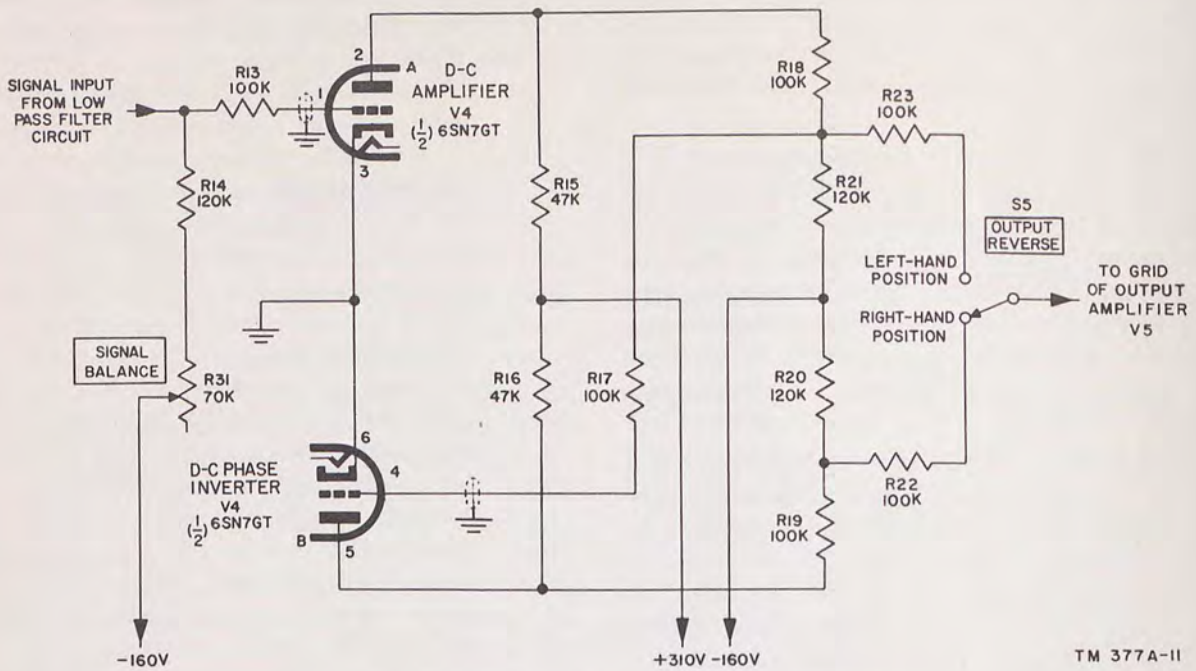 SIGNAL INPUT
FROM LOW
PASS FILTER
CIRCUIT
R13
100K
1
2
A
3
D-C
AMPLIFIER
V4
(1/2) 6SN7GT
R14
120K
SIGNAL
BALANCE
R31
70K
-160V
D-C PHASE
INVERTER
V4
(1/2) 6SN7GT
6
4
B
5
R15
47K
R16
47K
R17
100K
R18
100K
R23
100K
R21
120K
R20
120K
R22
100K
R19
100K
S5
OUTPUT
REVERSE
LEFT-HAND
POSITION
RIGHT-HAND
POSITION
TO GRID
OF OUTPUT
AMPLIFIER
V5
+310V -160V
TM 377A-11